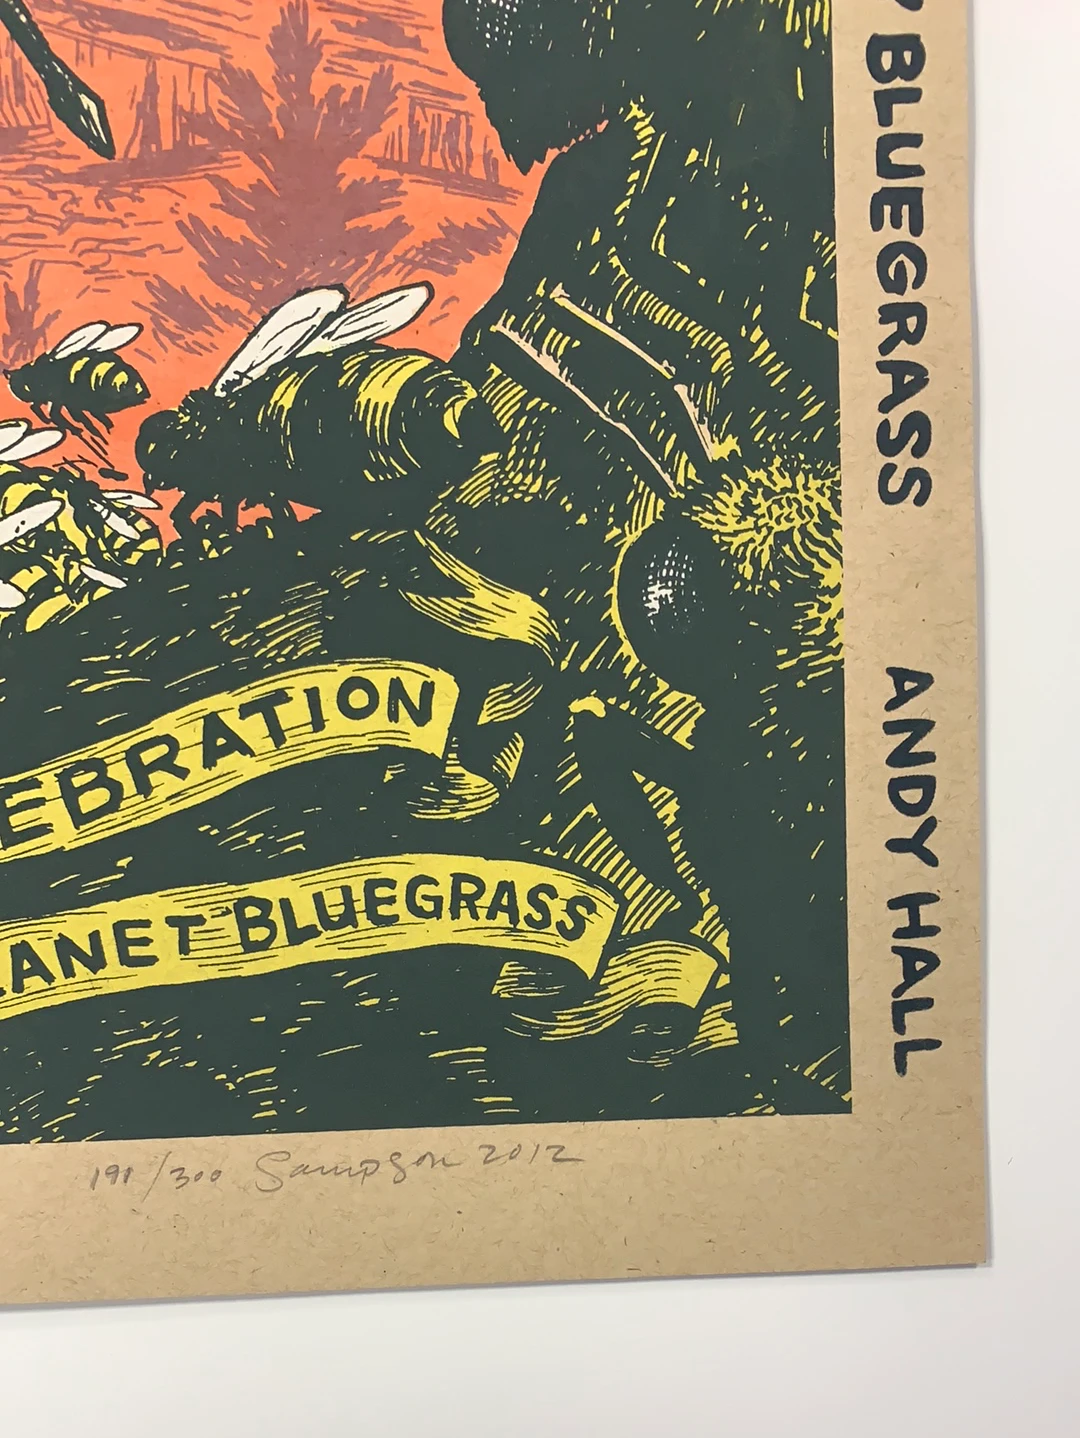 BLUEGRASS ANDY HALL
EBRATION
ANET BLUEGRASS
191/300 Sampson 2012